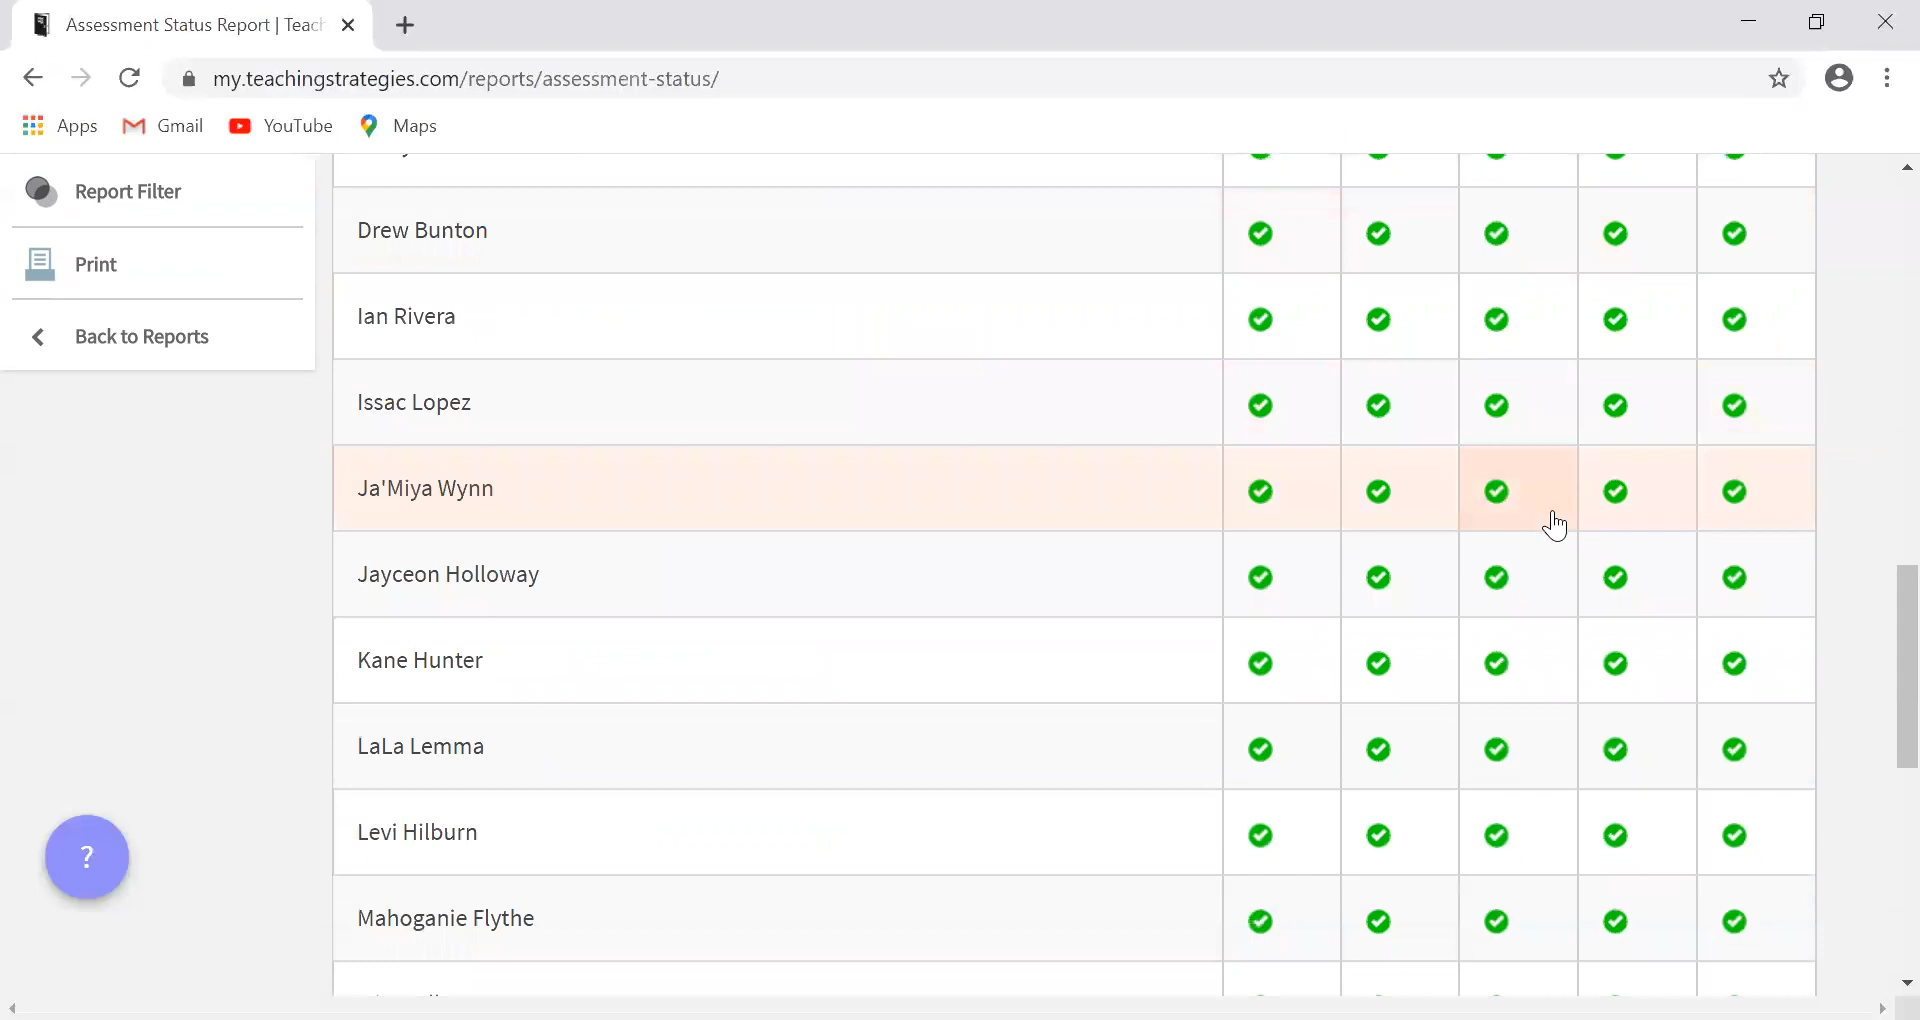 Assessment Status Report | Teach
my.teachingstrategies.com/reports/assessment-status/
Apps
Gmail
YouTube
Maps
Report Filter
Print
Back to Reports
Drew Bunton
Ian Rivera
Issac Lopez
Ja'Miya Wynn
Jayceon Holloway
Kane Hunter
LaLa Lemma
Levi Hilburn
Mahoganie Flythe
?